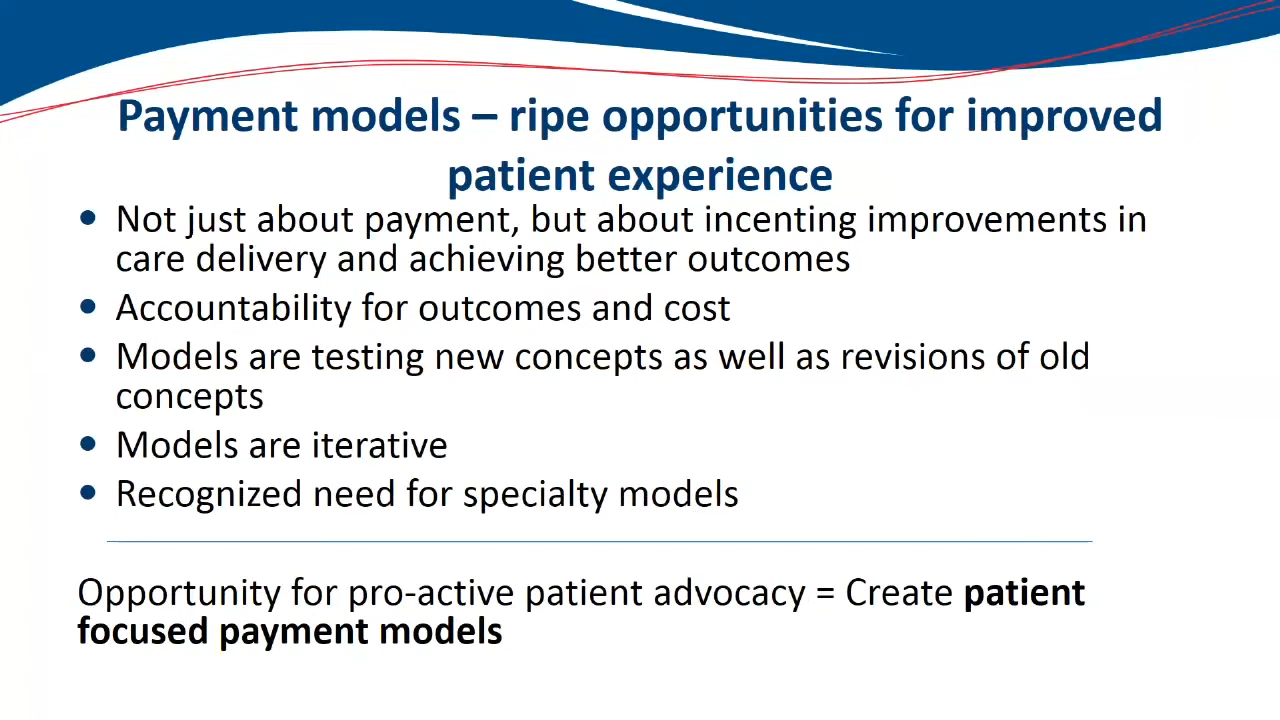 Payment models – ripe opportunities for improved
patient experience
• Not just about payment, but about incenting improvements in
care delivery and achieving better outcomes
• Accountability for outcomes and cost
• Models are testing new concepts as well as revisions of old
concepts
• Models are iterative
• Recognized need for specialty models
Opportunity for pro-active patient advocacy = Create patient
focused payment models